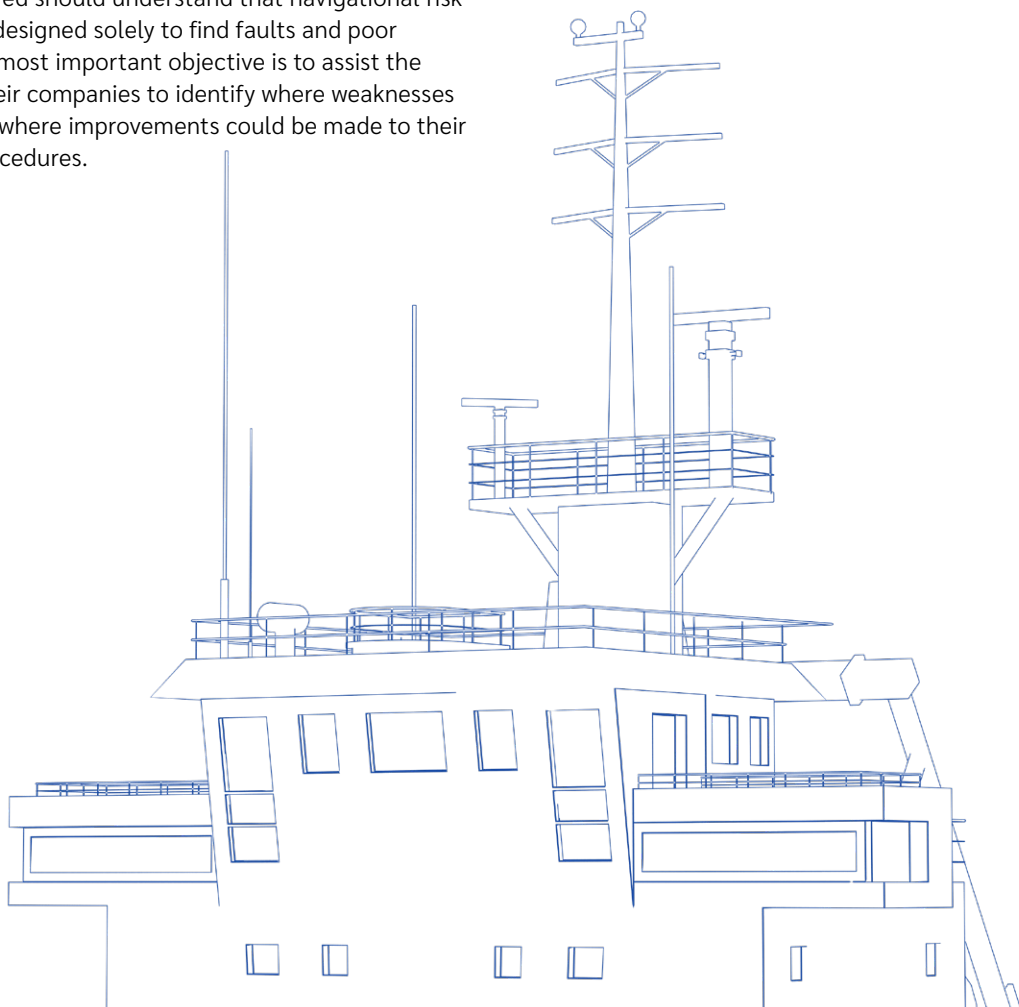 ed should understand that navigational risk
designed solely to find faults and poor
most important objective is to assist the
eir companies to identify where weaknesses
where improvements could be made to their
cedures.